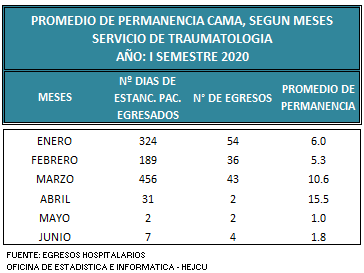 PROMEDIO DE PERMANENCIA CAMA, SEGUN MESES
SERVICIO DE TRAUMATOLOGIA
AÑO: I SEMESTRE 2020
MESES
Nº DIAS DE
ESTANC. PAC.
EGRESADOS
N° DE EGRESOS
PROMEDIO DE
PERMANENCIA
ENERO 324 54 6.0
FEBRERO 189 36 5.3
MARZO 456 43 10.6
ABRIL 31 2 15.5
MAYO 2 2 1.0
JUNIO 7 4 1.8
FUENTE: EGRESOS HOSPITALARIOS
OFICINA DE ESTADISTICA E INFORMATICA - HEJCU